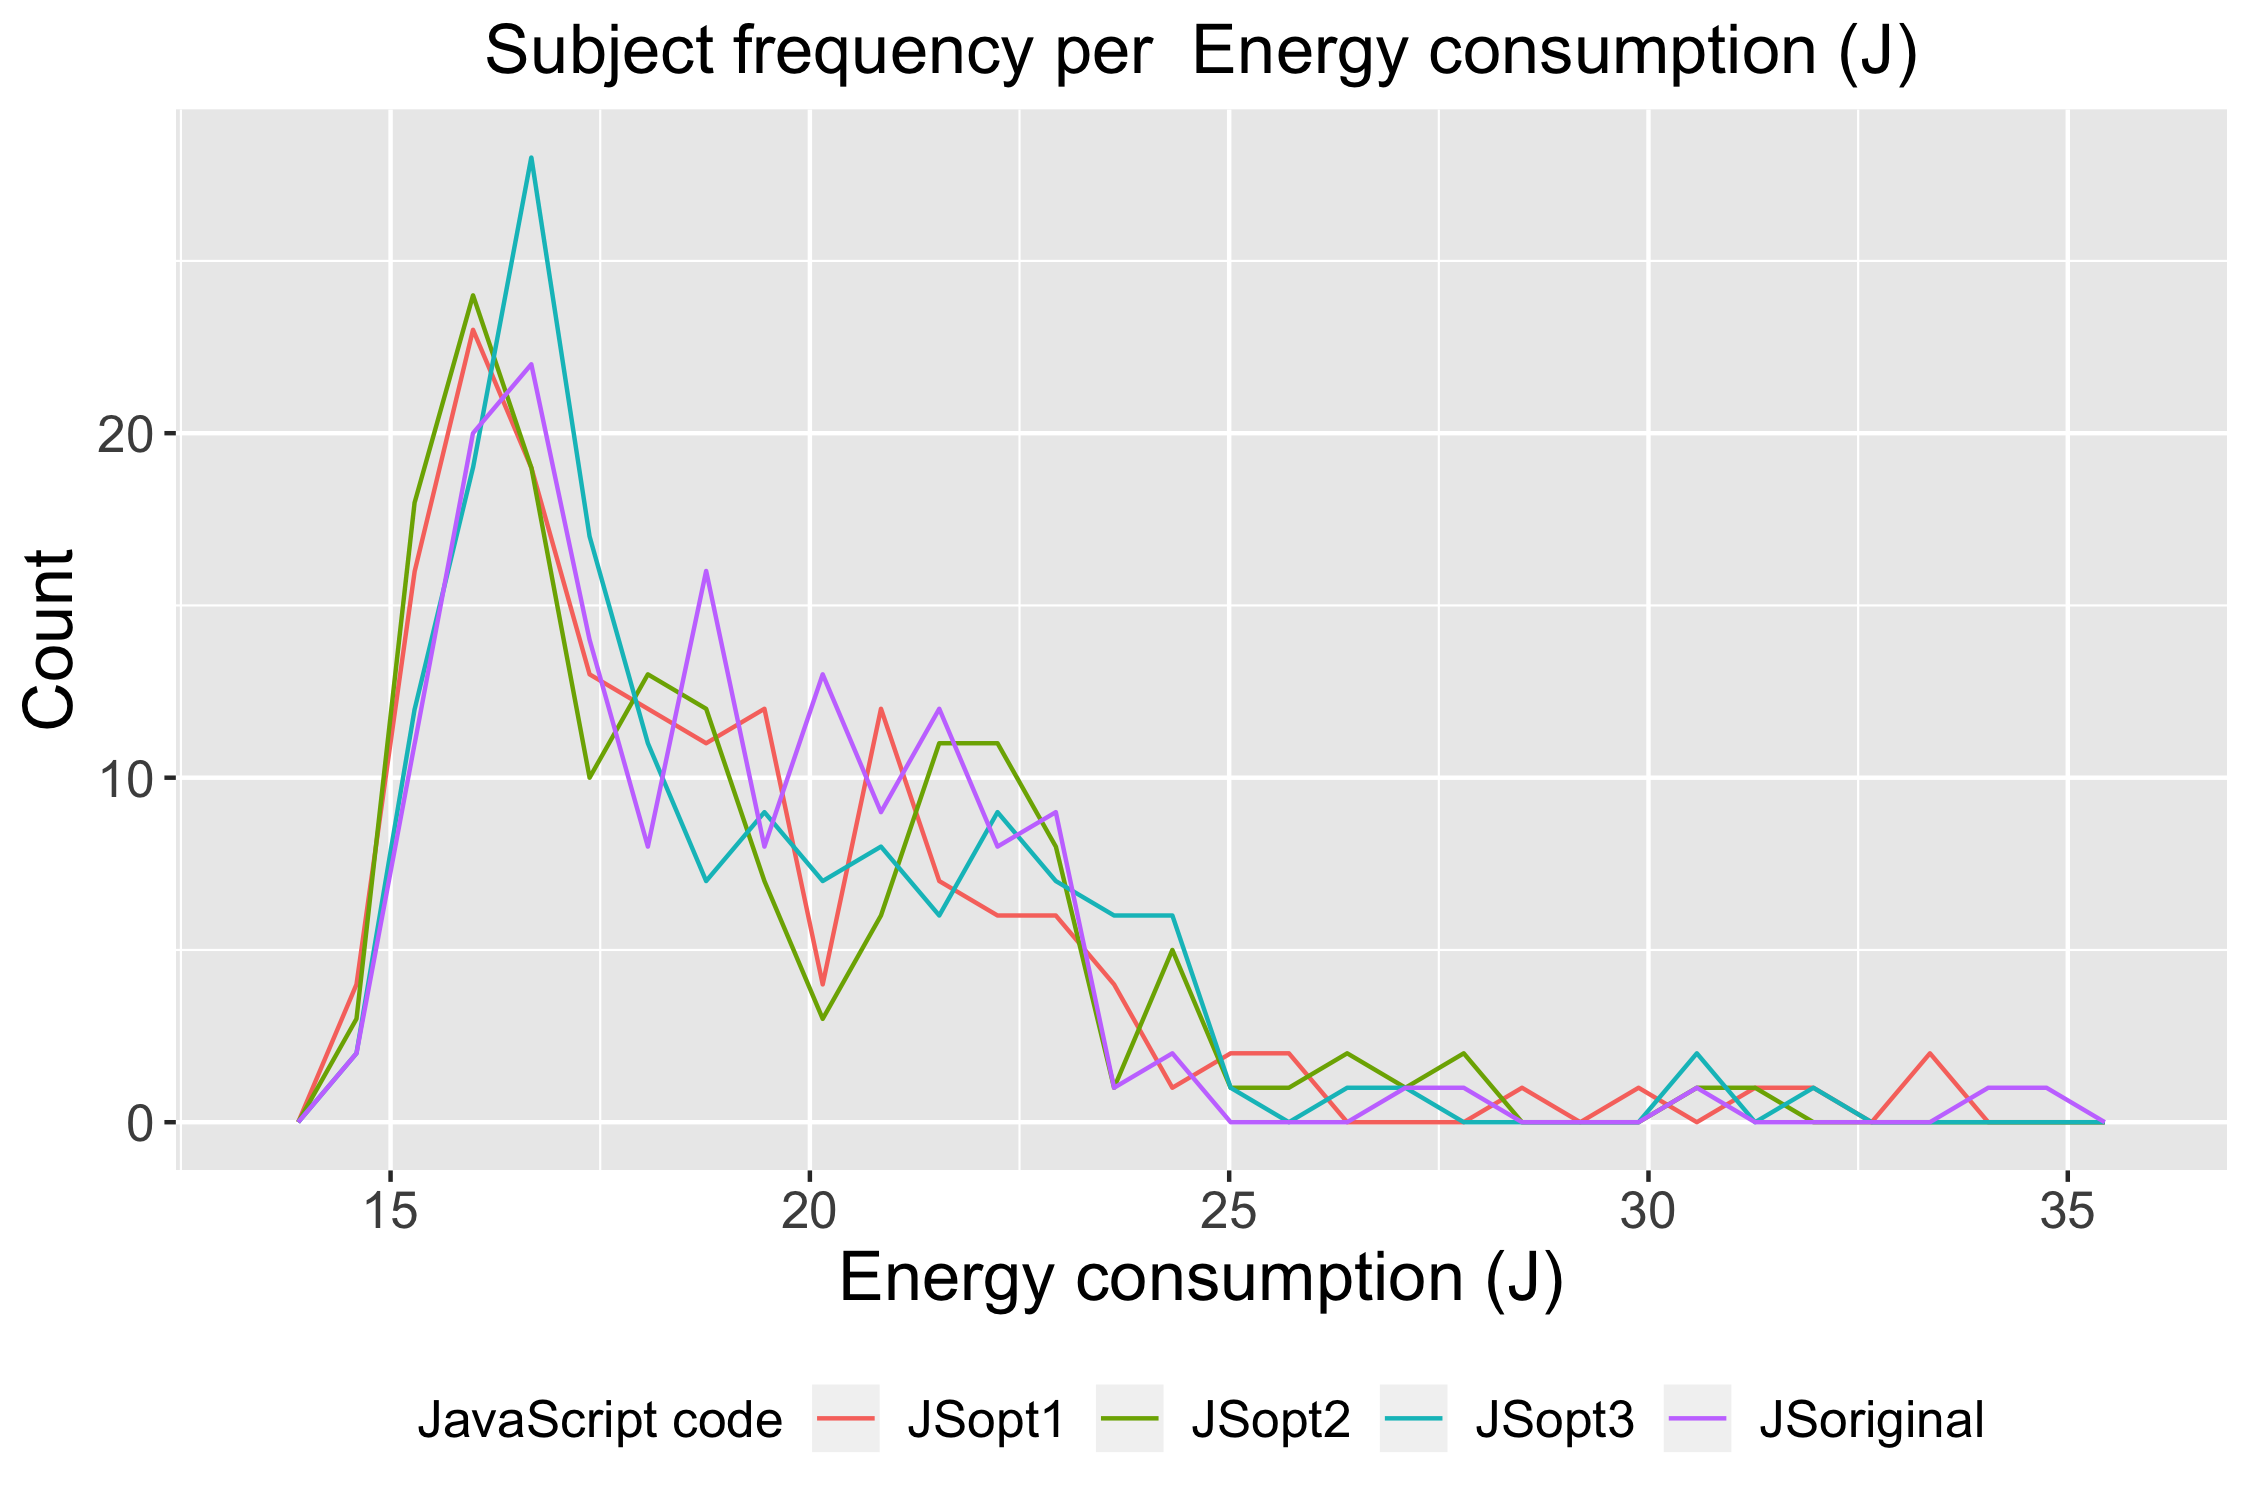 Subject frequency per  Energy consumption (J)
Count
20
10
0
15 20 25 30 35
Energy consumption (J)
JavaScript code JSopt1 JSopt2 JSopt3 JSoriginal